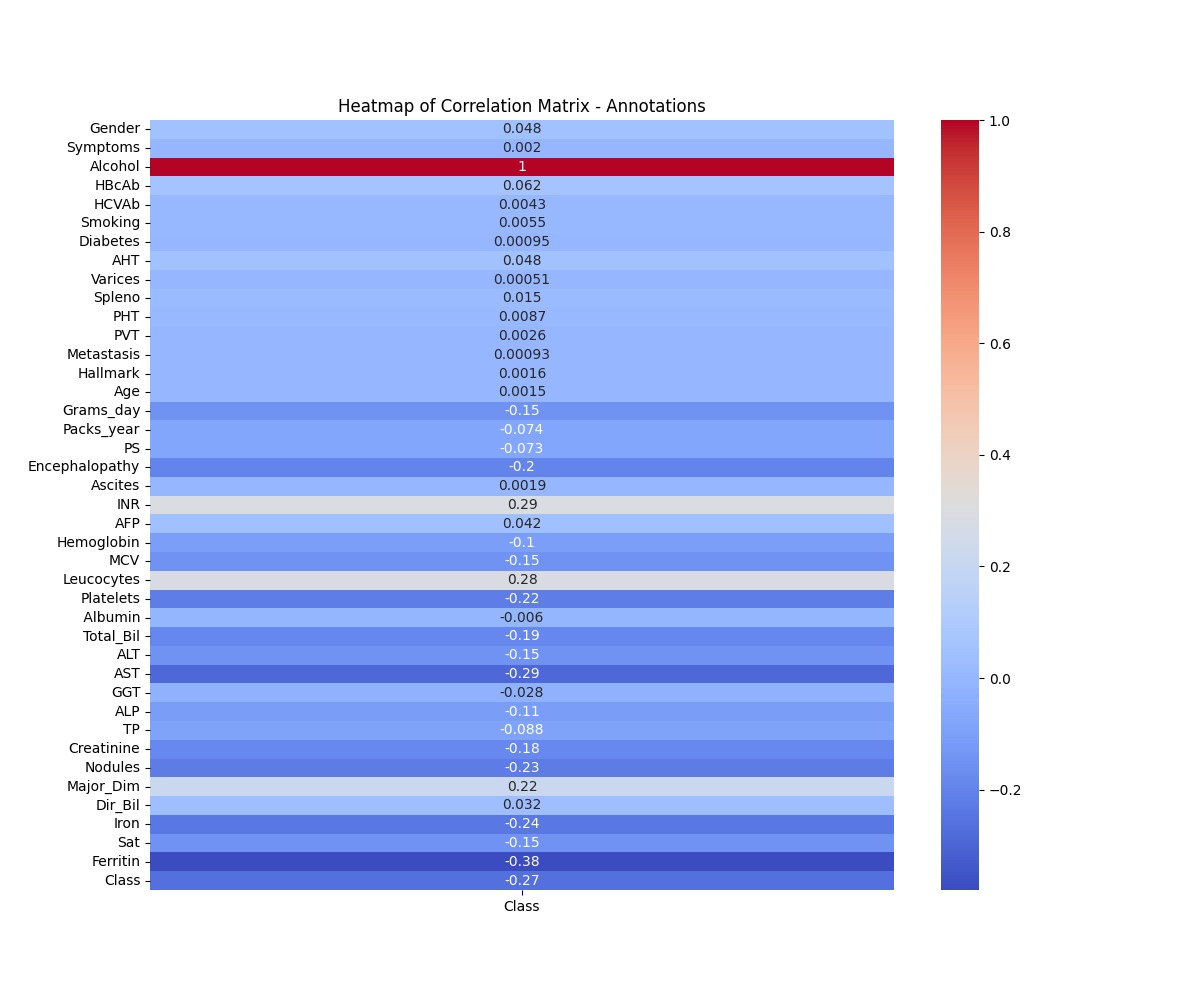 Heatmap of Correlation Matrix - Annotations
Gender 0.048
Symptoms 0.002
Alcohol 1
HBcAb 0.062
HCVAb 0.0043
Smoking 0.0055
Diabetes 0.00095
AHT 0.048
Varices 0.00051
Spleno 0.015
PHT 0.0087
PVT 0.0026
Metastasis 0.00093
Hallmark 0.0016
Age 0.0015
Grams_day -0.15
Packs_year -0.074
PS -0.073
Encephalopathy -0.2
Ascites 0.0019
INR 0.29
AFP 0.042
Hemoglobin -0.1
MCV -0.15
Leucocytes 0.28
Platelets -0.22
Albumin -0.006
Total_Bil -0.19
ALT -0.15
AST -0.29
GGT -0.028
ALP -0.11
TP -0.088
Creatinine -0.18
Nodules -0.23
Major_Dim 0.22
Dir_Bil 0.032
Iron -0.24
Sat -0.15
Ferritin -0.38
Class -0.27
Class
1.0
0.8
0.6
0.4
0.2
0.0
−0.2